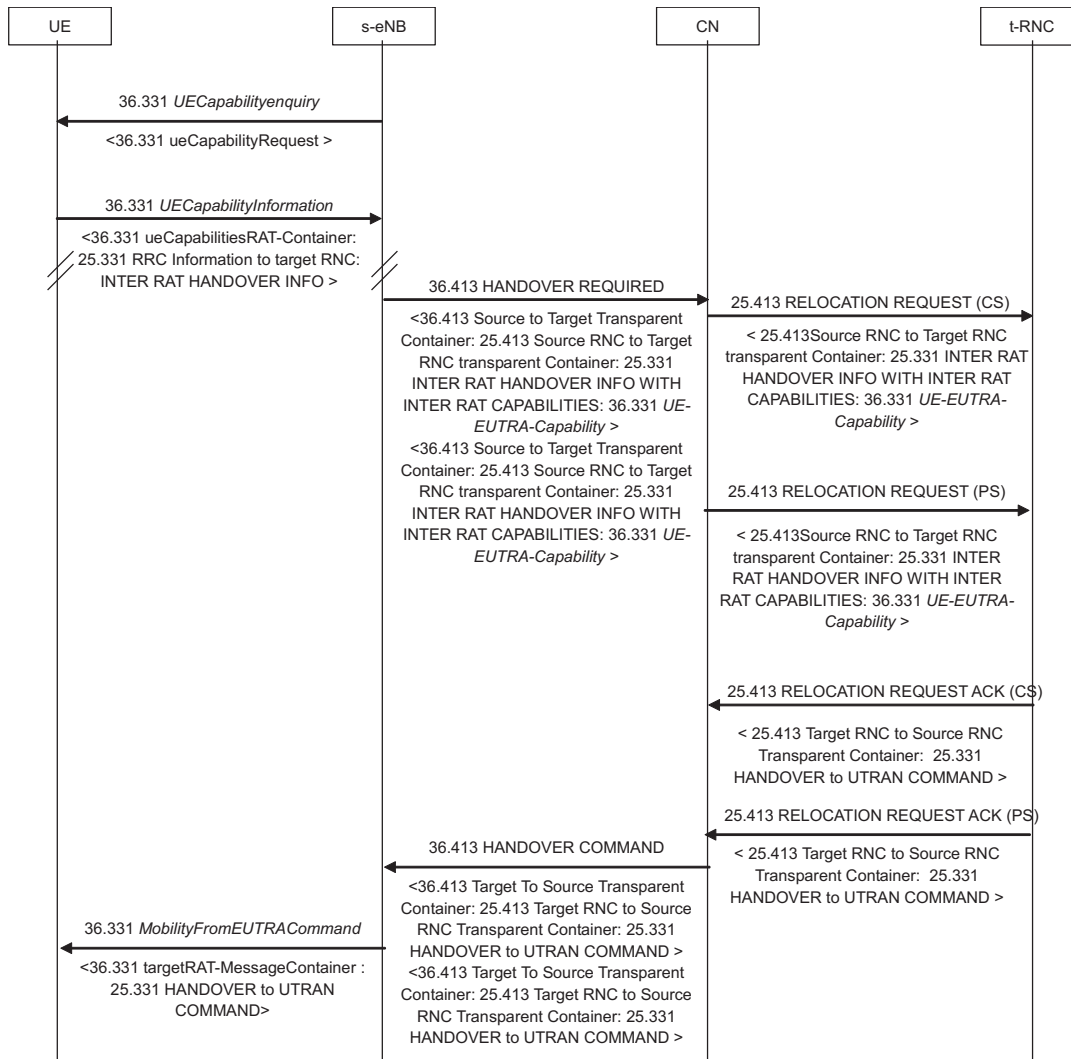 UE
s-eNB
CN
t-RNC
36.331 UECapabilityenquiry
<36.331 ueCapabilityRequest >
36.331 UECapabilityInformation
<36.331 ueCapabilitiesRAT-Container:
25.331 RRC Information to target RNC:
INTER RAT HANDOVER INFO >
36.413 HANDOVER REQUIRED
<36.413 Source to Target Transparent
Container: 25.413 Source RNC to Target
RNC transparent Container: 25.331
INTER RAT HANDOVER INFO WITH
INTER RAT CAPABILITIES: 36.331 UE-
EUTRA-Capability >
<36.413 Source to Target Transparent
Container: 25.413 Source RNC to Target
RNC transparent Container: 25.331
INTER RAT HANDOVER INFO WITH
INTER RAT CAPABILITIES: 36.331 UE-
EUTRA-Capability >
25.413 RELOCATION REQUEST (CS)
< 25.413Source RNC to Target RNC
transparent Container: 25.331 INTER RAT
HANDOVER INFO WITH INTER RAT
CAPABILITIES: 36.331 UE-EUTRA-
Capability >
25.413 RELOCATION REQUEST (PS)
< 25.413Source RNC to Target RNC
transparent Container: 25.331 INTER
RAT HANDOVER INFO WITH INTER
RAT CAPABILITIES: 36.331 UE-EUTRA-
Capability >
25.413 RELOCATION REQUEST ACK (CS)
< 25.413 Target RNC to Source RNC
Transparent Container: 25.331
HANDOVER to UTRAN COMMAND >
25.413 RELOCATION REQUEST ACK (PS)
< 25.413 Target RNC to Source RNC
Transparent Container: 25.331
HANDOVER to UTRAN COMMAND >
36.413 HANDOVER COMMAND
<36.413 Target To Source Transparent
Container: 25.413 Target RNC to Source
RNC Transparent Container: 25.331
HANDOVER to UTRAN COMMAND >
<36.413 Target To Source Transparent
Container: 25.413 Target RNC to Source
RNC Transparent Container: 25.331
HANDOVER to UTRAN COMMAND >
36.331 MobilityFromEUTRACommand
<36.331 targetRAT-MessageContainer :
25.331 HANDOVER to UTRAN
COMMAND>